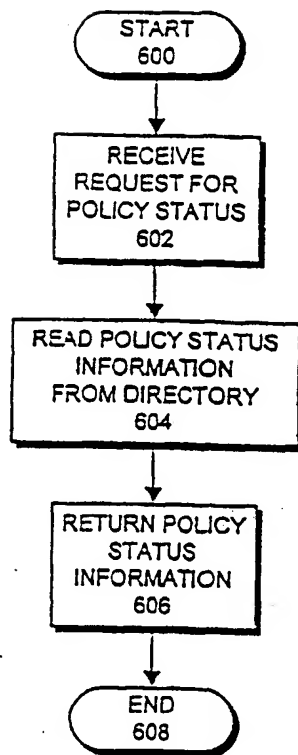 START
600
RECEIVE
REQUEST FOR
POLICY STATUS
602
READ POLICY STATUS
INFORMATION
FROM DIRECTORY
604
RETURN POLICY
STATUS
INFORMATION
606
END
608